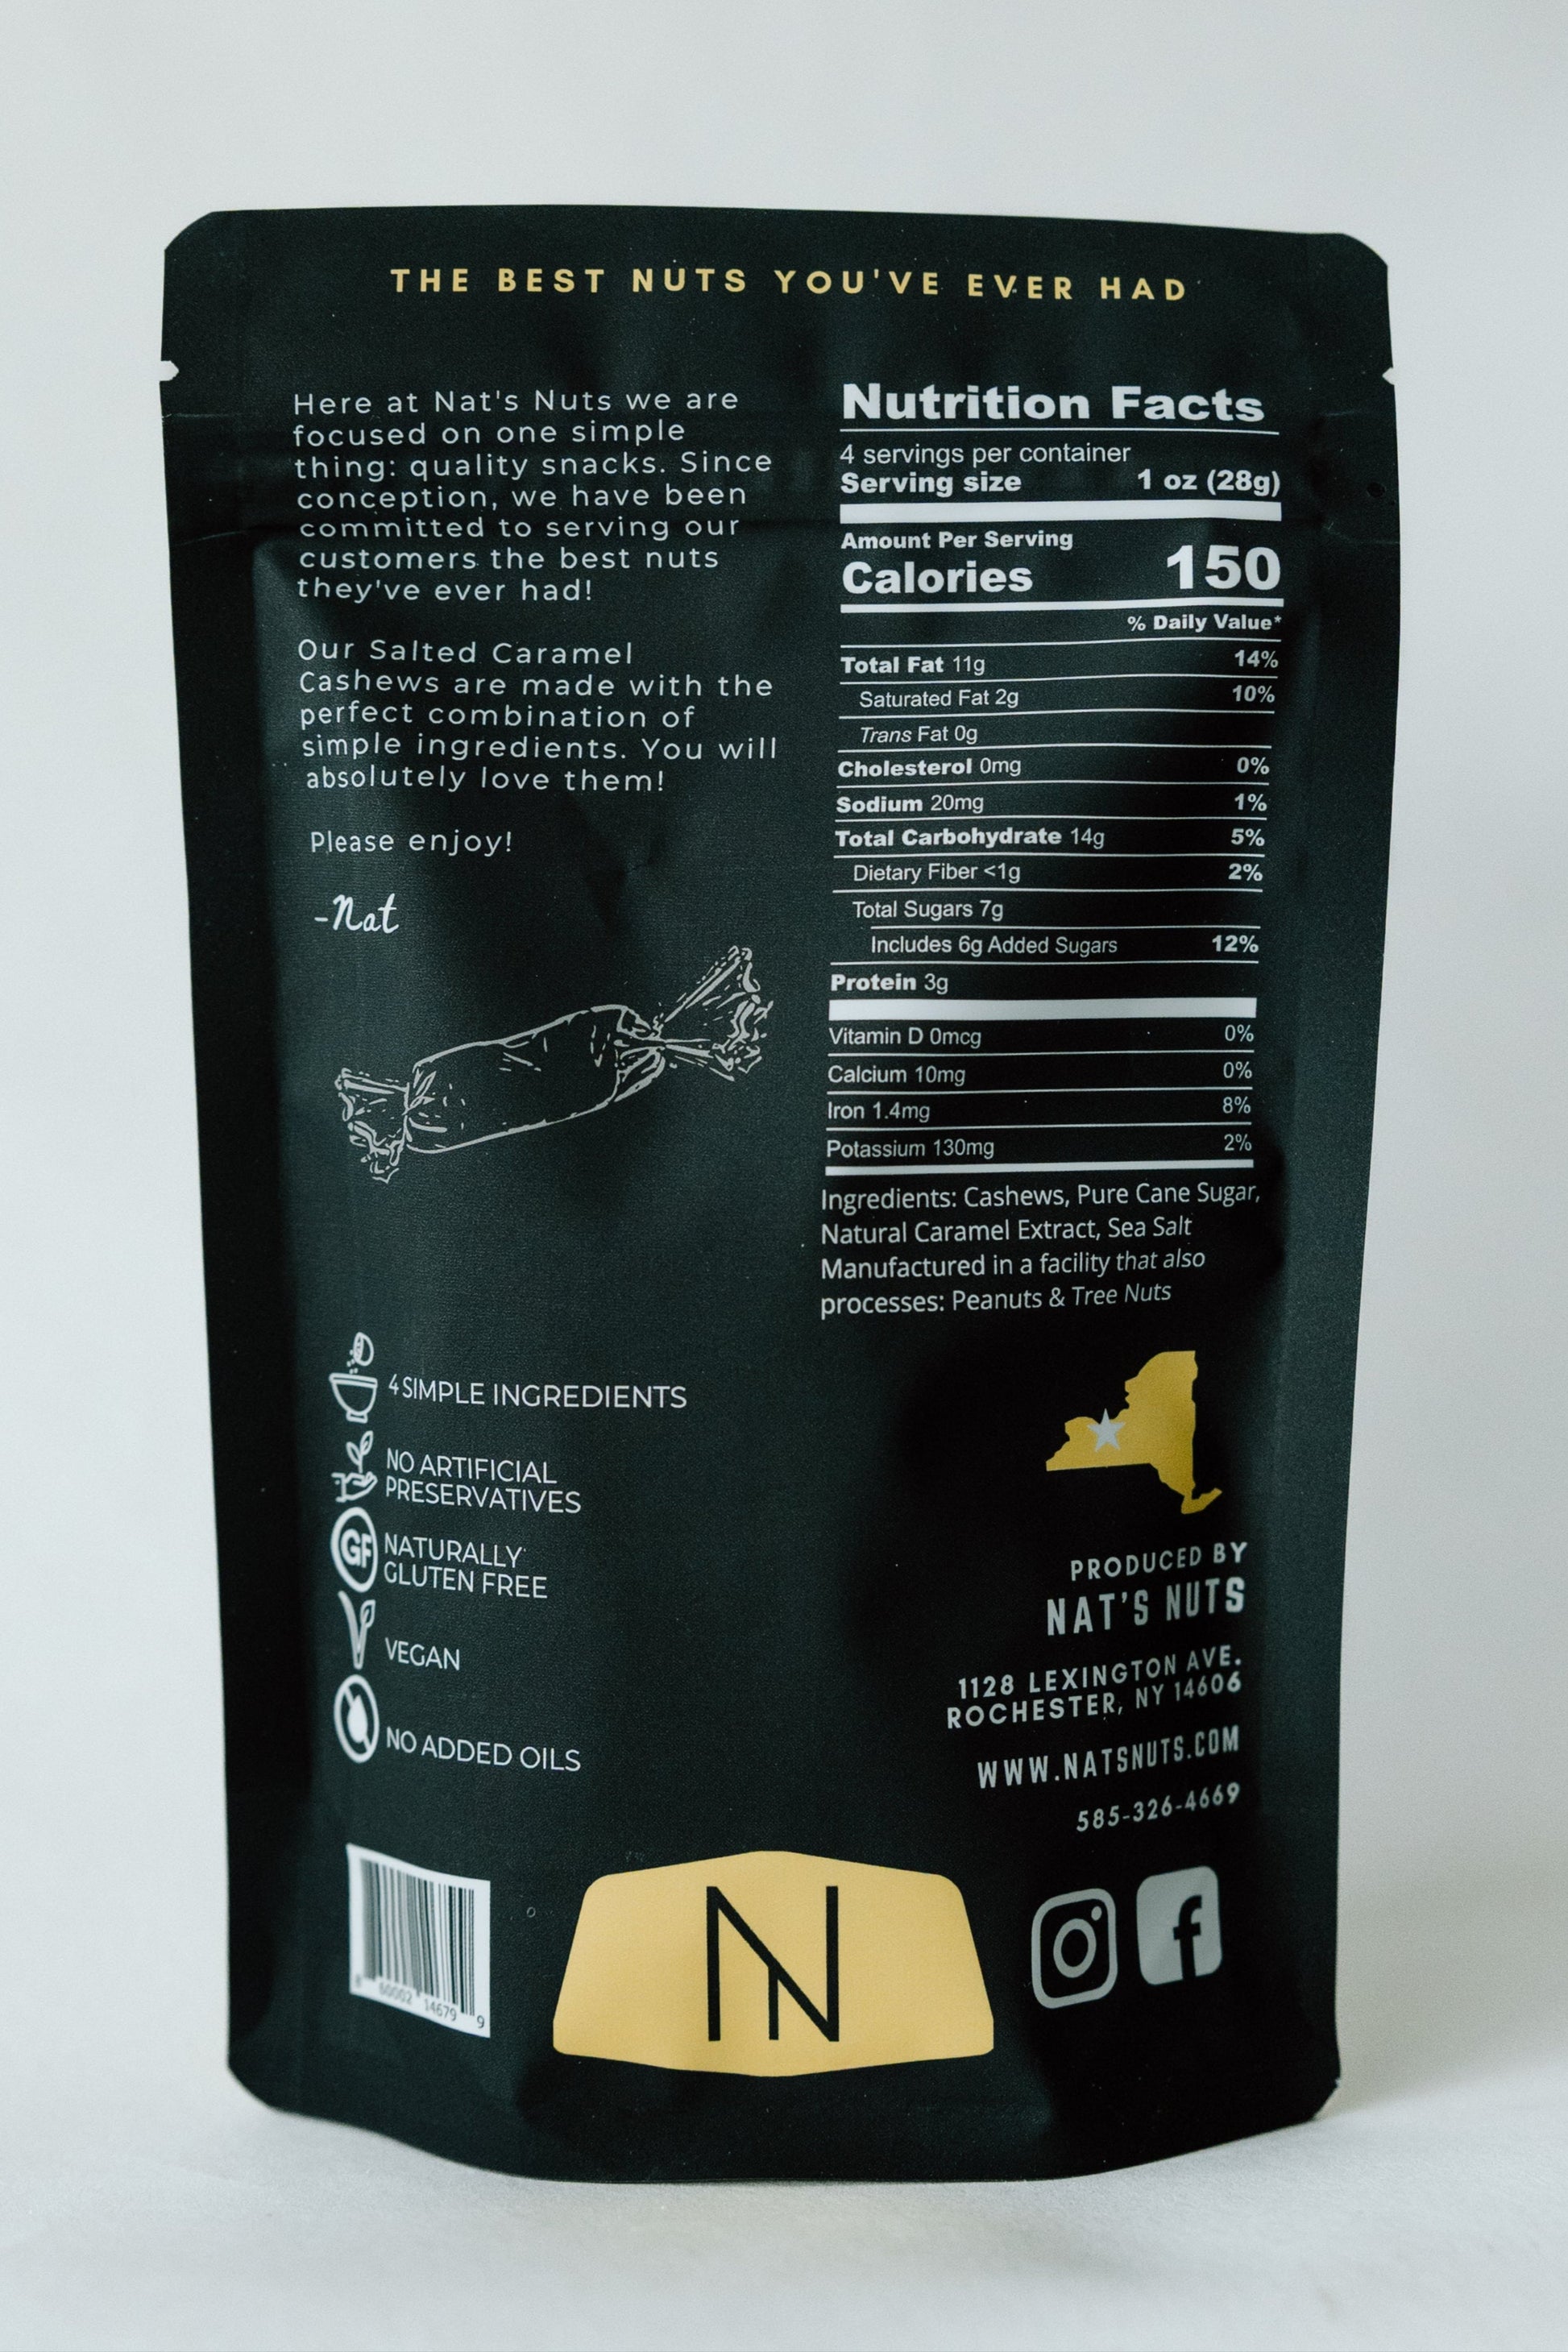 THE BEST NUTS YOU'VE EVER HAD
Here at Nat's Nuts we are
focused on one simple
thing: quality snacks. Since
conception, we have been
committed to serving our
customers the best nuts
they've ever had!
Our Salted Caramel
Cashews are made with the
perfect combination of
simple ingredients. You will
absolutely love them!
Please enjoy!
-Nat
Nutrition Facts
4 servings per container
Serving size 1 oz (28g)
Amount Per Serving
Calories 150
% Daily Value*
Total Fat 11g 14%
Saturated Fat 2g 10%
Trans Fat 0g
Cholesterol 0mg 0%
Sodium 20mg 1%
Total Carbohydrate 14g 5%
Dietary Fiber <1g 2%
Total Sugars 7g
Includes 6g Added Sugars 12%
Protein 3g
Vitamin D 0mcg 0%
Calcium 10mg 0%
Iron 1.4mg 8%
Potassium 130mg 2%
Ingredients: Cashews, Pure Cane Sugar,
Natural Caramel Extract, Sea Salt
Manufactured in a facility that also
processes: Peanuts & Tree Nuts
4 SIMPLE INGREDIENTS
NO ARTIFICIAL
PRESERVATIVES
GF NATURALLY
GLUTEN FREE
VEGAN
NO ADDED OILS
PRODUCED BY
NAT'S NUTS
1128 LEXINGTON AVE.
ROCHESTER, NY 14606
WWW.NATSNUTS.COM
585-326-4669
8 60002 14679 9
N
f